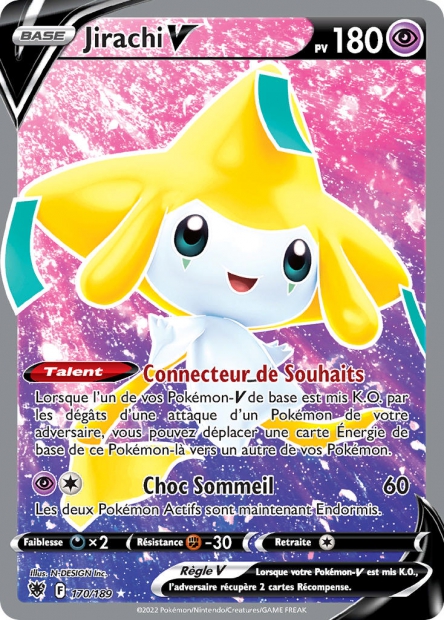 BASE Jirachi V PV 180
Talent Connecteur de Souhaits
Lorsque l'un de vos Pokémon-V de base est mis K.O. par
les dégâts d'une attaque d'un Pokémon de votre
adversaire, vous pouvez déplacer une carte Énergie de
base de ce Pokémon-là vers un autre de vos Pokémon.
Choc Sommeil 60
Les deux Pokémon Actifs sont maintenant Endormis.
Faiblesse ×2 Résistance -30 Retraite
Illus. N-DESIGN Inc.
Règle V Lorsque votre Pokémon-V est mis K.O.,
l'adversaire récupère 2 cartes Récompense.
F 170/189
©2022 Pokémon/Nintendo/Creatures/GAME FREAK